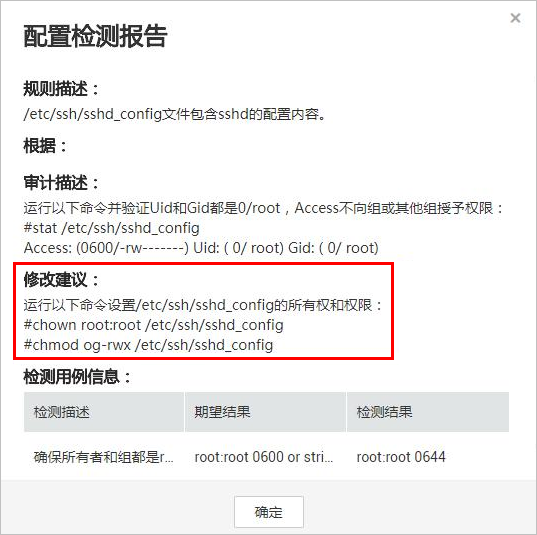 配置检测报告
×
规则描述：
/etc/ssh/sshd_config文件包含sshd的配置内容。
根据：
审计描述：
运行以下命令并验证Uid和Gid都是0/root，Access不向组或其他组授予权限：
#stat /etc/ssh/sshd_config
Access: (0600/-rw-------) Uid: ( 0/ root) Gid: ( 0/ root)
修改建议：
运行以下命令设置/etc/ssh/sshd_config的所有权和权限：
#chown root:root /etc/ssh/sshd_config
#chmod og-rwx /etc/ssh/sshd_config
检测用例信息：
检测描述 期望结果 检测结果
确保所有者和组都是r... root:root 0600 or stri... root:root 0644
确定